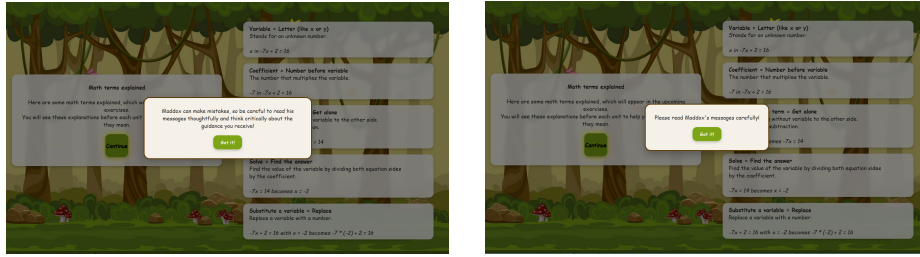 Math terms explained
Here are some math terms explained, which w
exercises.
You will see these explanations before each unit
they mean.
Continue
Maddox can make mistakes, so be careful to read his
messages thoughtfully and think critically about the
guidance you receive!
Got it!
Variable = Letter (like x or y)
Stands for an unknown number.
x in -7x + 2 = 16
Coefficient = Number before variable
The number that multiplies the variable.
-7 in -7x + 2 = 16
Get alone
variable to the other side.
on.
= 14
Solve = Find the answer
Find the value of the variable by dividing both equation sides
by the coefficient.
-7x = 14 becomes x = -2
Substitute a variable = Replace
Replace a variable with a number.
-7x + 2 = 16 with x = -2 becomes -7 * (-2) + 2 = 16
Math terms explained
Here are some math terms explained, which will appear in the upcoming
exercises.
You will see these explanations before each unit to help y
they mean.
Continue
Please read Maddox's messages carefully!
Got it!
Variable = Letter (like x or y)
Stands for an unknown number.
x in -7x + 2 = 16
Coefficient = Number before variable
The number that multiplies the variable.
-7 in -7x + 2 = 16
term = Get alone
without variable to the other side.
subtraction.
comes -7x = 14
Solve = Find the answer
Find the value of the variable by dividing both equation sides
by the coefficient.
-7x = 14 becomes x = -2
Substitute a variable = Replace
Replace a variable with a number.
-7x + 2 = 16 with x = -2 becomes -7 * (-2) + 2 = 16